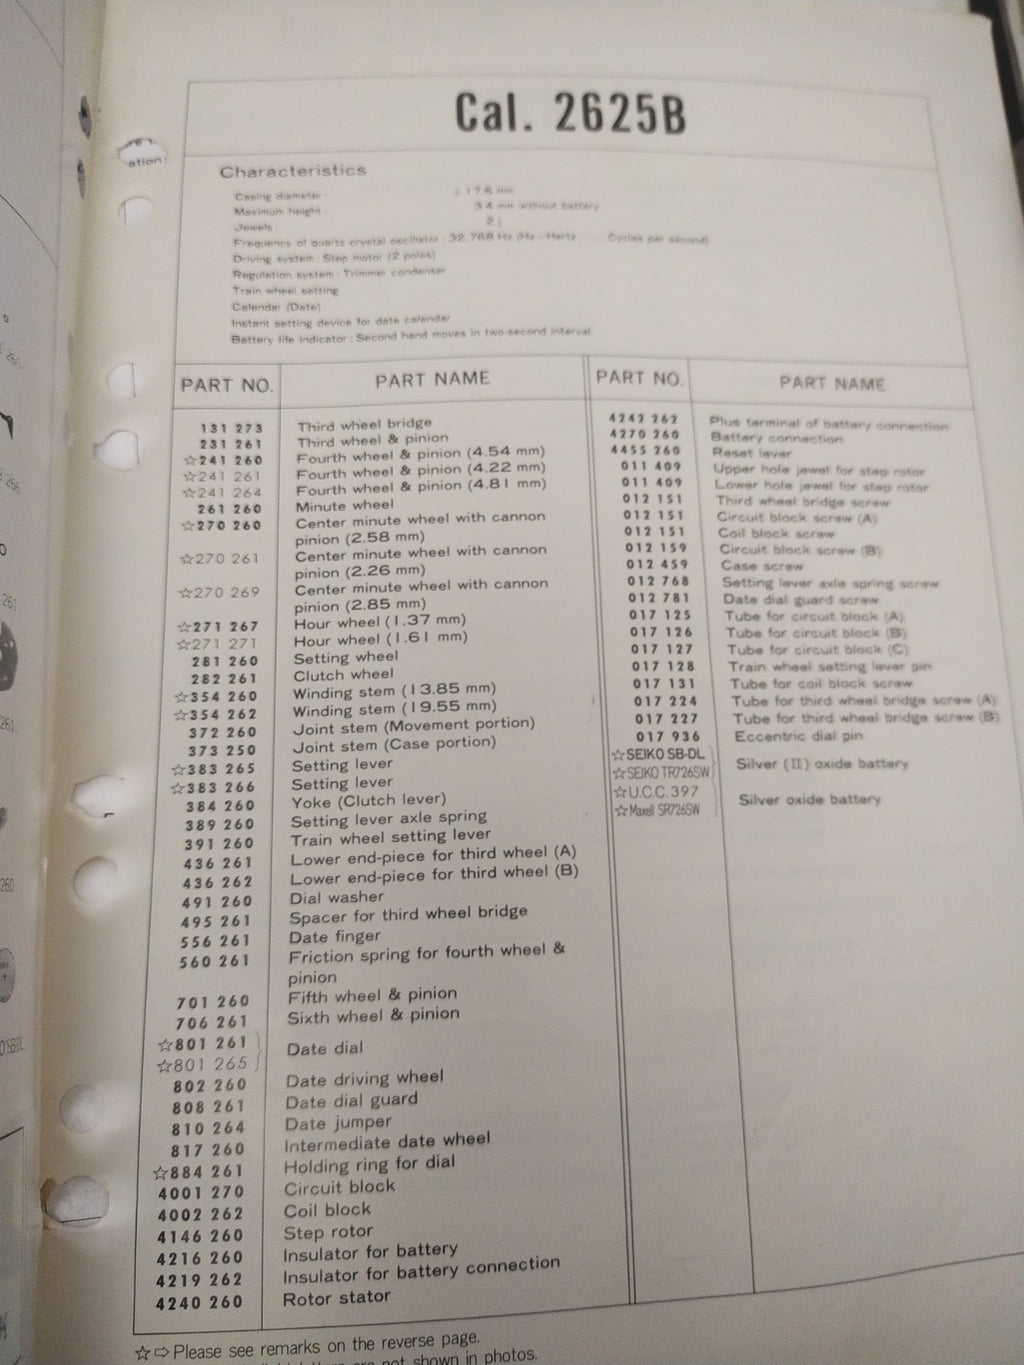 Cal. 2625B
Characteristics
Casing diameter : 17.6 mm
Maximum height : 3.4 mm without battery
Jewels : 2 j
Frequency of quartz crystal oscillator : 32,768 Hz (Hz : Hertz ...... Cycles per second)
Driving system : Step motor (2 poles)
Regulation system : Trimmer condenser
Train wheel setting
Calendar (Date)
Instant setting device for date calendar
Battery life indicator : Second hand moves in two-second interval.
PART NO. PART NAME
131 273 Third wheel bridge
231 261 Third wheel & pinion
☆241 260 Fourth wheel & pinion (4.54 mm)
☆241 261 Fourth wheel & pinion (4.22 mm)
☆241 264 Fourth wheel & pinion (4.81 mm)
261 260 Minute wheel
☆270 260 Center minute wheel with cannon
pinion (2.58 mm)
☆270 261 Center minute wheel with cannon
pinion (2.26 mm)
☆270 269 Center minute wheel with cannon
pinion (2.85 mm)
☆271 267 Hour wheel (1.37 mm)
☆271 271 Hour wheel (1.61 mm)
281 260 Setting wheel
282 261 Clutch wheel
☆354 260 Winding stem (13.85 mm)
☆354 262 Winding stem (19.55 mm)
372 260 Joint stem (Movement portion)
373 250 Joint stem (Case portion)
☆383 265 Setting lever
☆383 266 Setting lever
384 260 Yoke (Clutch lever)
389 260 Setting lever axle spring
391 260 Train wheel setting lever
436 261 Lower end-piece for third wheel (A)
436 262 Lower end-piece for third wheel (B)
491 260 Dial washer
495 261 Spacer for third wheel bridge
556 261 Date finger
560 261 Friction spring for fourth wheel &
pinion
701 260 Fifth wheel & pinion
706 261 Sixth wheel & pinion
☆801 261
☆801 265 Date dial
802 260 Date driving wheel
808 261 Date dial guard
810 264 Date jumper
817 260 Intermediate date wheel
☆884 261 Holding ring for dial
4001 270 Circuit block
4002 262 Coil block
4146 260 Step rotor
4216 260 Insulator for battery
4219 262 Insulator for battery connection
4240 260 Rotor stator
PART NO. PART NAME
4242 262 Plus terminal of battery connection
4270 260 Battery connection
4455 260 Reset lever
011 409 Upper hole jewel for step rotor
011 409 Lower hole jewel for step rotor
012 151 Third wheel bridge screw
012 151 Circuit block screw (A)
012 151 Coil block screw
012 159 Circuit block screw (B)
012 459 Case screw
012 768 Setting lever axle spring screw
012 781 Date dial guard screw
017 125 Tube for circuit block (A)
017 126 Tube for circuit block (B)
017 127 Tube for circuit block (C)
017 128 Train wheel setting lever pin
017 131 Tube for coil block screw
017 224 Tube for third wheel bridge screw (A)
017 227 Tube for third wheel bridge screw (B)
017 936 Eccentric dial pin
☆SEIKO SB-DL
☆SEIKO TR726SW Silver (II) oxide battery
☆U.C.C. 397
☆Maxell SR726SW Silver oxide battery
☆⇨ Please see remarks on the reverse page.
not shown in photos.